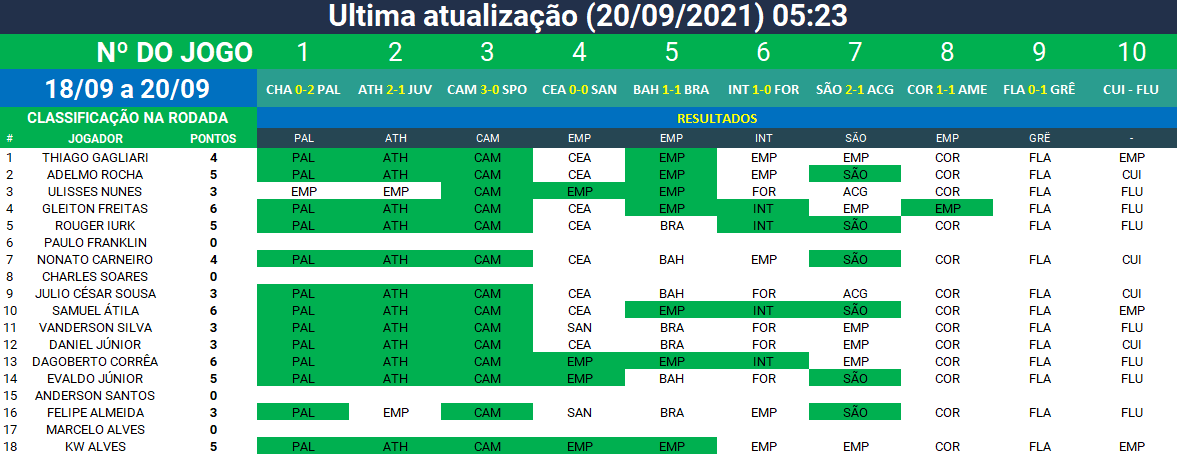 Ultima atualização (20/09/2021) 05:23
Nº DO JOGO 1 2 3 4 5 6 7 8 9 10
18/09 a 20/09 CHA 0-2 PAL ATH 2-1 JUV CAM 3-0 SPO CEA 0-0 SAN BAH 1-1 BRA INT 1-0 FOR SÃO 2-1 ACG COR 1-1 AME FLA 0-1 GRÊ CUI - FLU
CLASSIFICAÇÃO NA RODADA RESULTADOS
# JOGADOR PONTOS PAL ATH CAM EMP EMP INT SÃO EMP GRÊ -
1 THIAGO GAGLIARI 4 PAL ATH CAM CEA EMP EMP EMP COR FLA EMP
2 ADELMO ROCHA 5 PAL ATH CAM CEA EMP EMP SÃO COR FLA CUI
3 ULISSES NUNES 3 EMP EMP CAM EMP EMP FOR ACG COR FLA FLU
4 GLEITON FREITAS 6 PAL ATH CAM CEA EMP INT EMP EMP FLA FLU
5 ROUGER IURK 5 PAL ATH CAM CEA BRA INT SÃO COR FLA FLU
6 PAULO FRANKLIN 0
7 NONATO CARNEIRO 4 PAL ATH CAM CEA BAH EMP SÃO COR FLA CUI
8 CHARLES SOARES 0
9 JULIO CÉSAR SOUSA 3 PAL ATH CAM CEA BAH FOR ACG COR FLA CUI
10 SAMUEL ÁTILA 6 PAL ATH CAM CEA EMP INT SÃO COR FLA EMP
11 VANDERSON SILVA 3 PAL ATH CAM SAN BRA FOR EMP COR FLA FLU
12 DANIEL JÚNIOR 3 PAL ATH CAM CEA BRA FOR EMP COR FLA CUI
13 DAGOBERTO CORRÊA 6 PAL ATH CAM EMP EMP INT EMP COR FLA FLU
14 EVALDO JÚNIOR 5 PAL ATH CAM EMP BAH FOR SÃO COR FLA FLU
15 ANDERSON SANTOS 0
16 FELIPE ALMEIDA 3 PAL EMP CAM SAN BRA EMP SÃO COR FLA FLU
17 MARCELO ALVES 0
18 KW ALVES 5 PAL ATH CAM EMP EMP EMP EMP COR FLA EMP